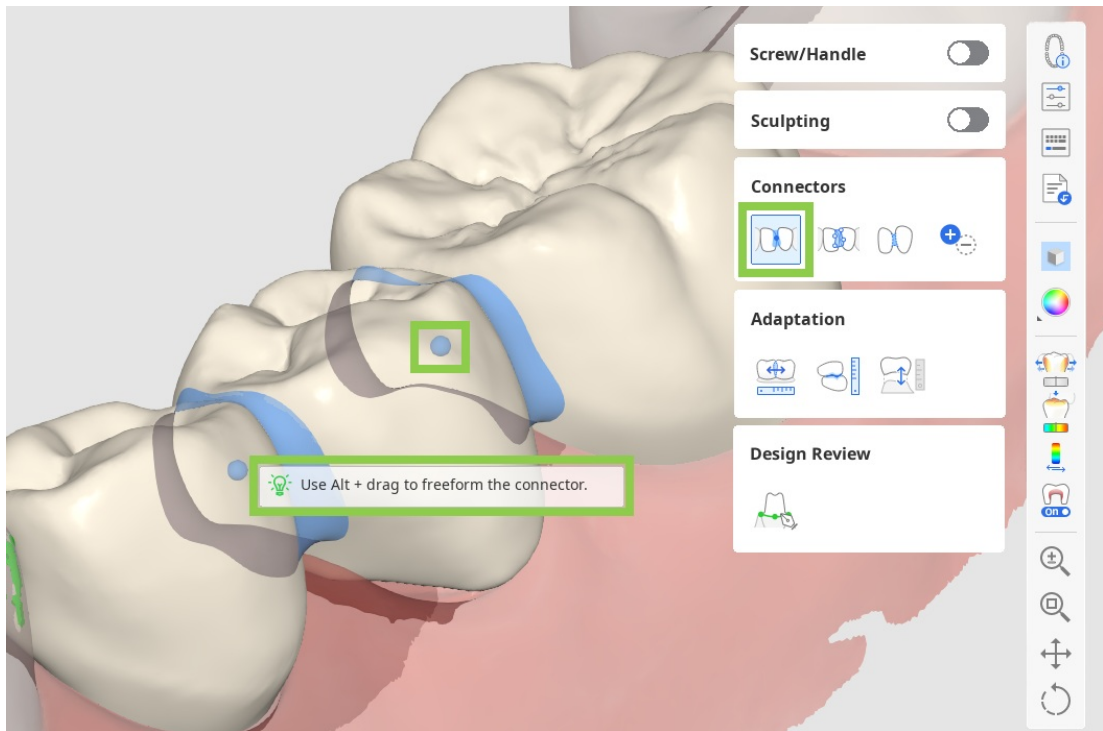 Screw/Handle
Sculpting
Connectors
Adaptation
Design Review
Use Alt + drag to freeform the connector.
On